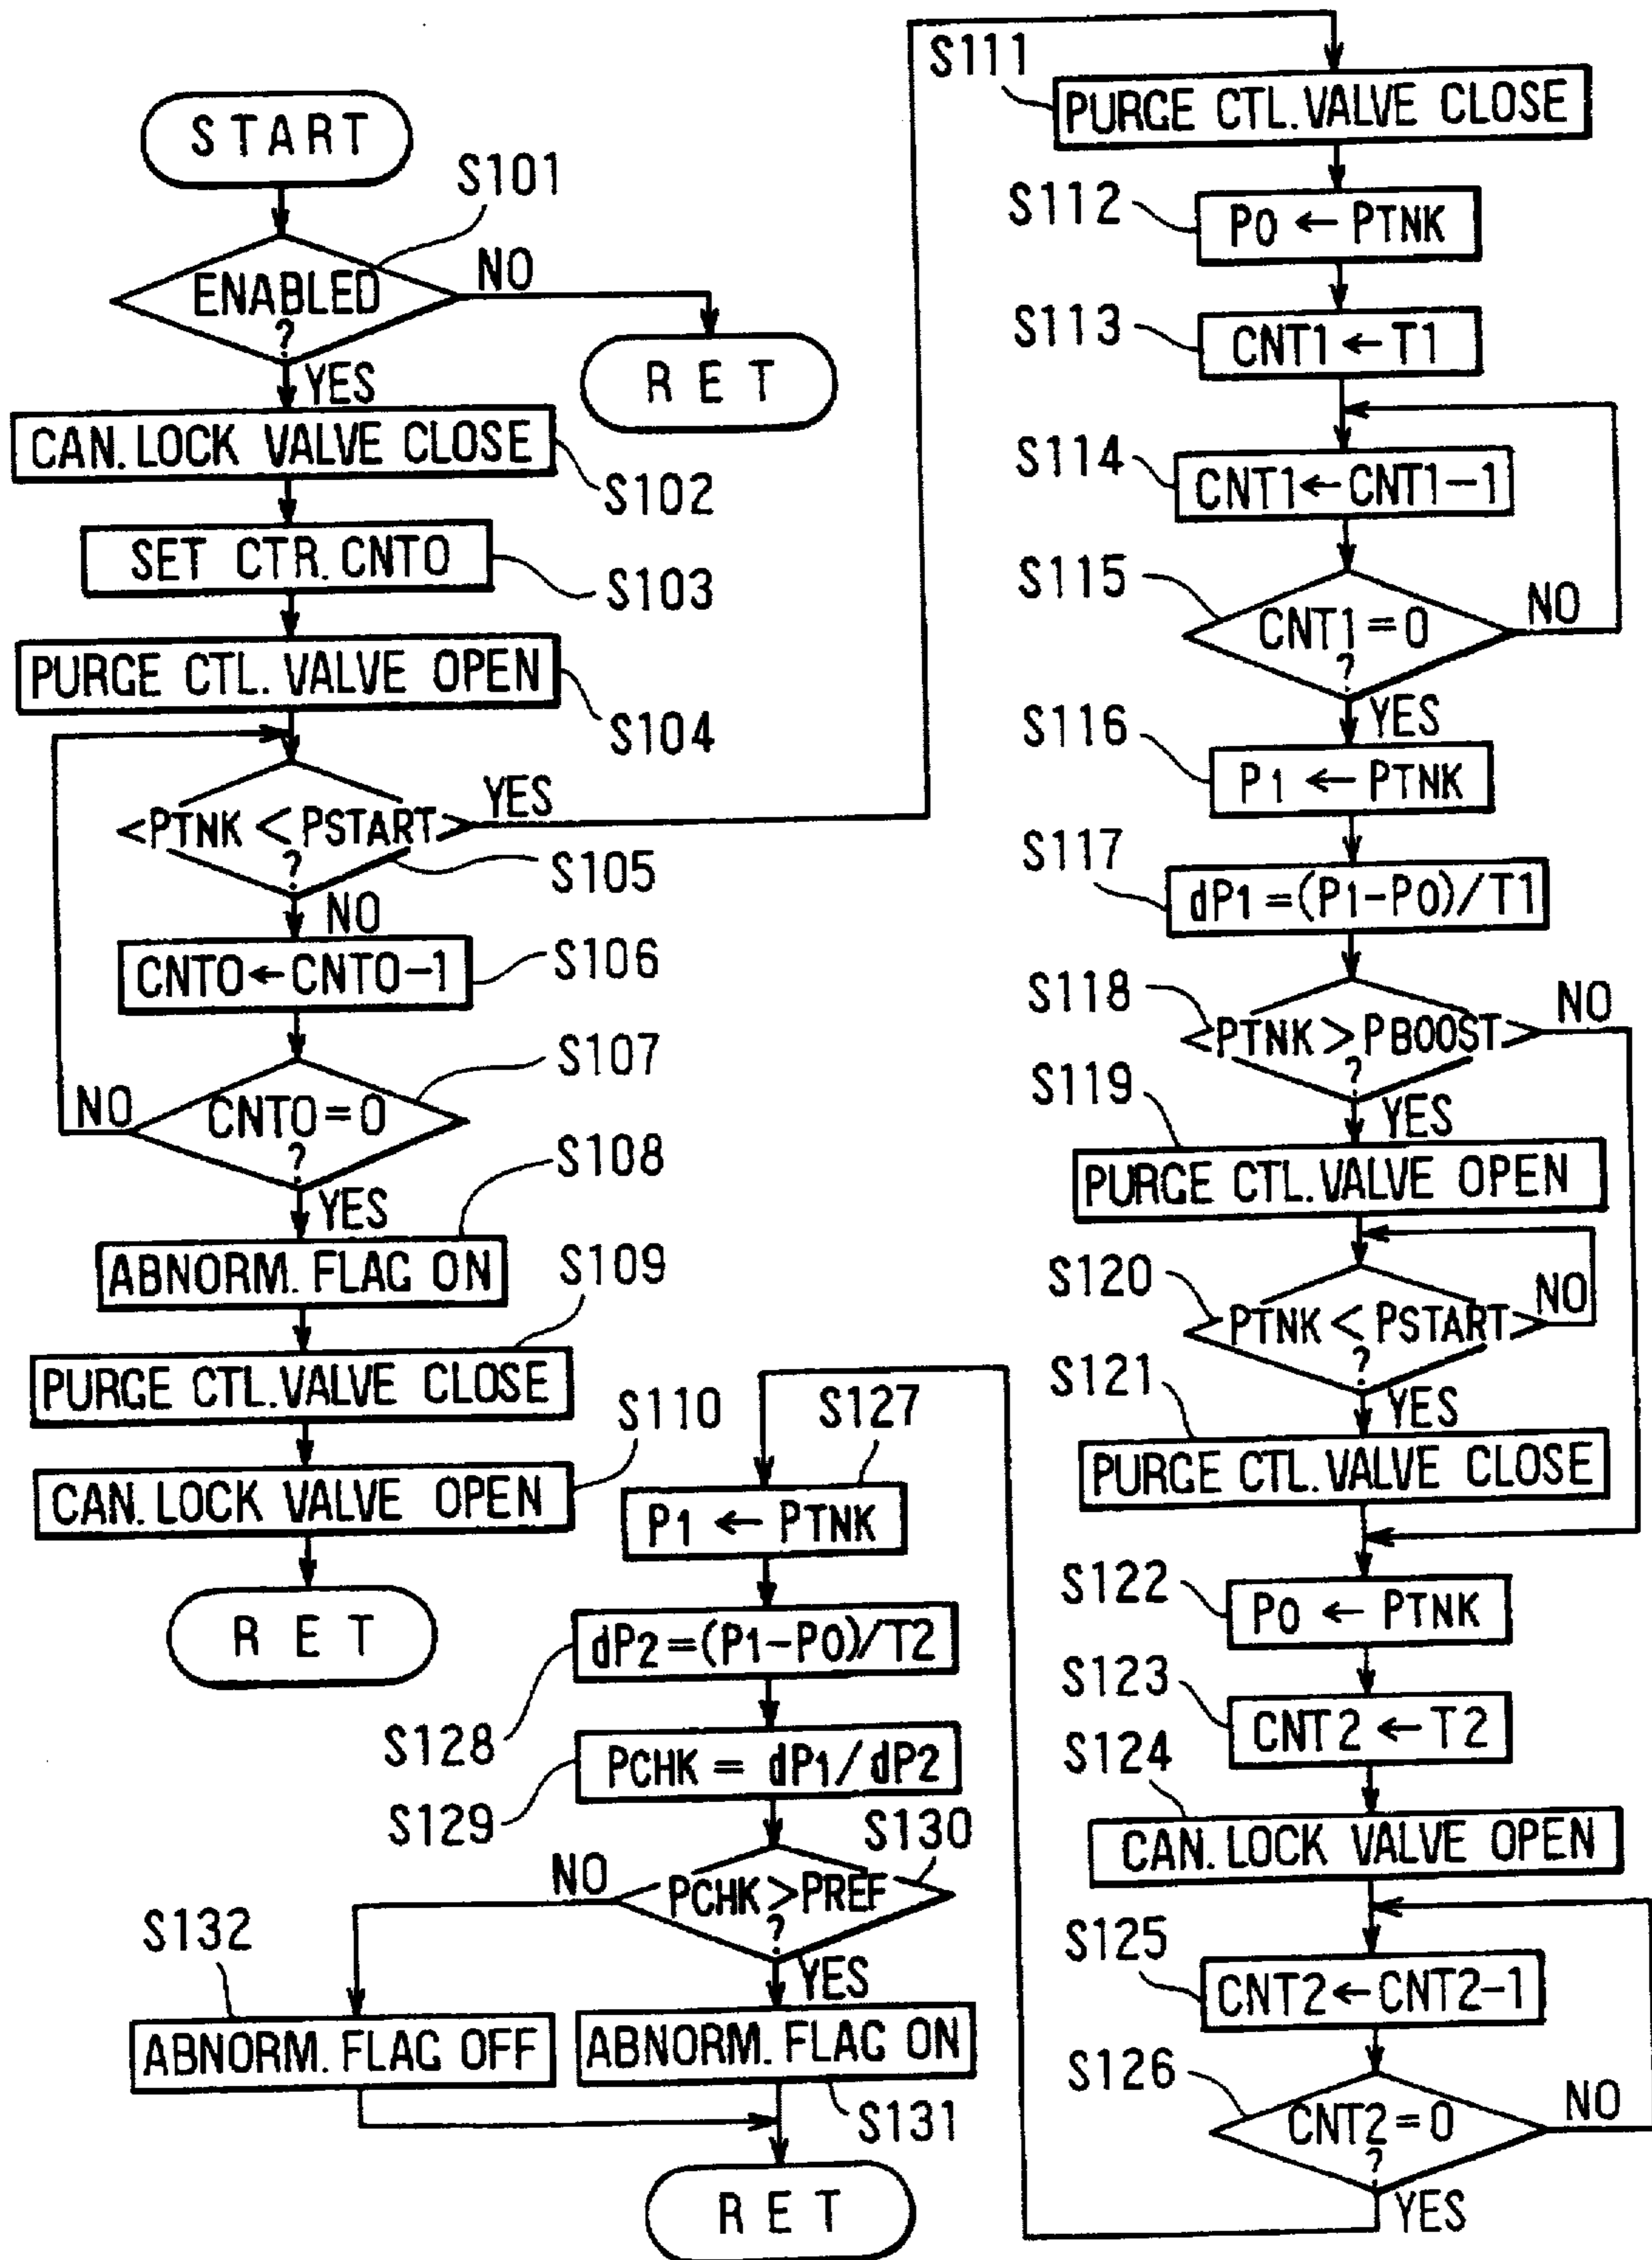 START
S101
ENABLED
?
NO
RET
YES
CAN. LOCK VALVE CLOSE
S102
SET CTR. CNT0
S103
PURGE CTL. VALVE OPEN
S104
<PTNK < PSTART>
?
YES
S105
NO
CNT0 ← CNT0-1
S106
S107
NO
CNT0 = 0
?
YES
S108
ABNORM. FLAG ON
S109
PURGE CTL. VALVE CLOSE
S110
CAN. LOCK VALVE OPEN
RET
S111
PURGE CTL. VALVE CLOSE
S112
P0 ← PTNK
S113
CNT1 ← T1
S114
CNT1 ← CNT1-1
S115
CNT1 = 0
?
NO
YES
S116
P1 ← PTNK
S117
dP1 = (P1-P0)/T1
S118
<PTNK > PBOOST>
?
NO
YES
S119
PURGE CTL. VALVE OPEN
S120
<PTNK < PSTART>
?
NO
YES
S121
PURGE CTL. VALVE CLOSE
S122
P0 ← PTNK
S123
CNT2 ← T2
S124
CAN. LOCK VALVE OPEN
S125
CNT2 ← CNT2-1
S126
CNT2 = 0
?
NO
YES
S127
P1 ← PTNK
dP2 = (P1-P0)/T2
S128
PCHK = dP1/dP2
S129
S130
NO
PCHK > PREF
?
YES
S132
ABNORM. FLAG OFF
ABNORM. FLAG ON
S131
RET